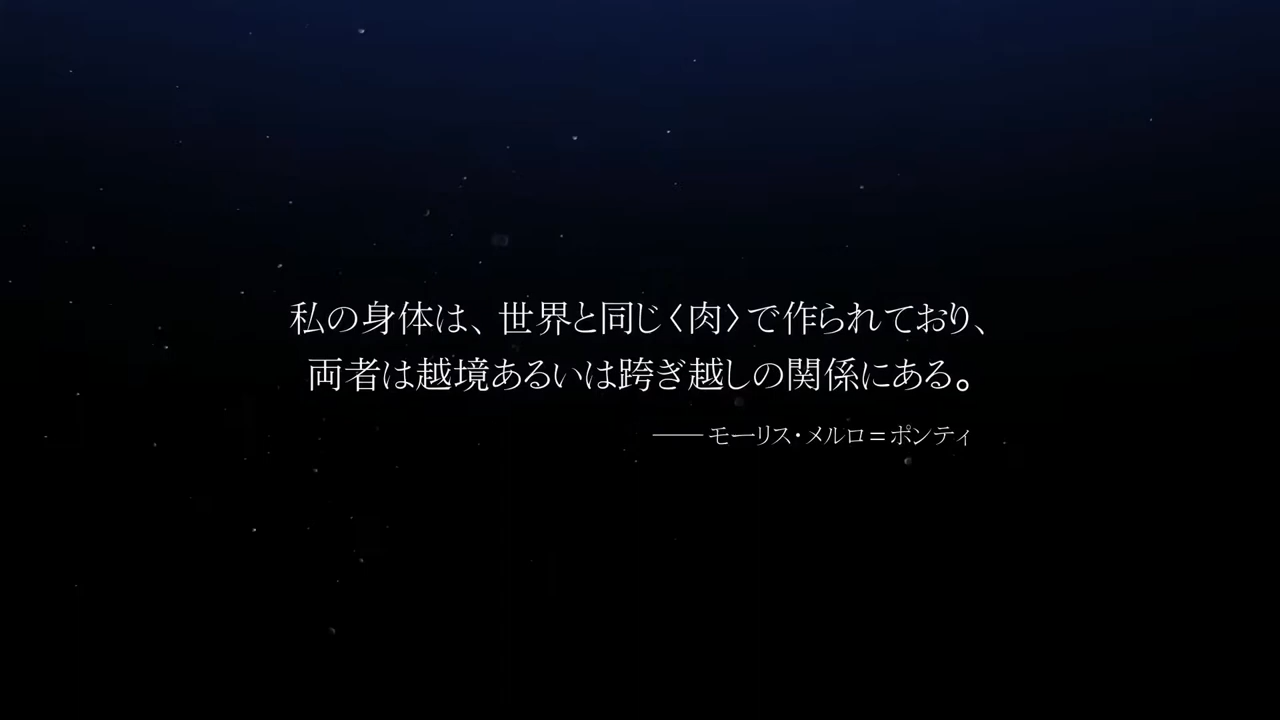 私の身体は、世界と同じ〈肉〉で作られており、
両者は越境あるいは跨ぎ越しの関係にある。
――モーリス・メルロ＝ポンティ